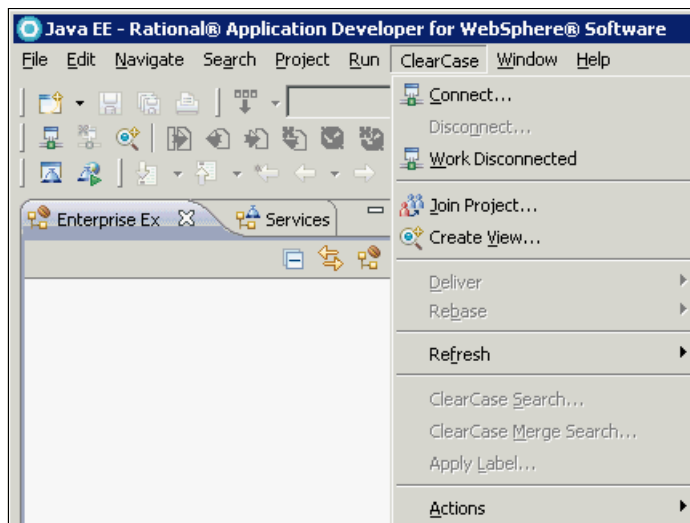 Java EE - Rational® Application Developer for WebSphere® Software
File Edit Navigate Search Project Run ClearCase Window Help
Connect...
Disconnect...
Work Disconnected
Join Project...
Create View...
Deliver
Rebase
Refresh
ClearCase Search...
ClearCase Merge Search...
Apply Label...
Actions
Enterprise Ex Services